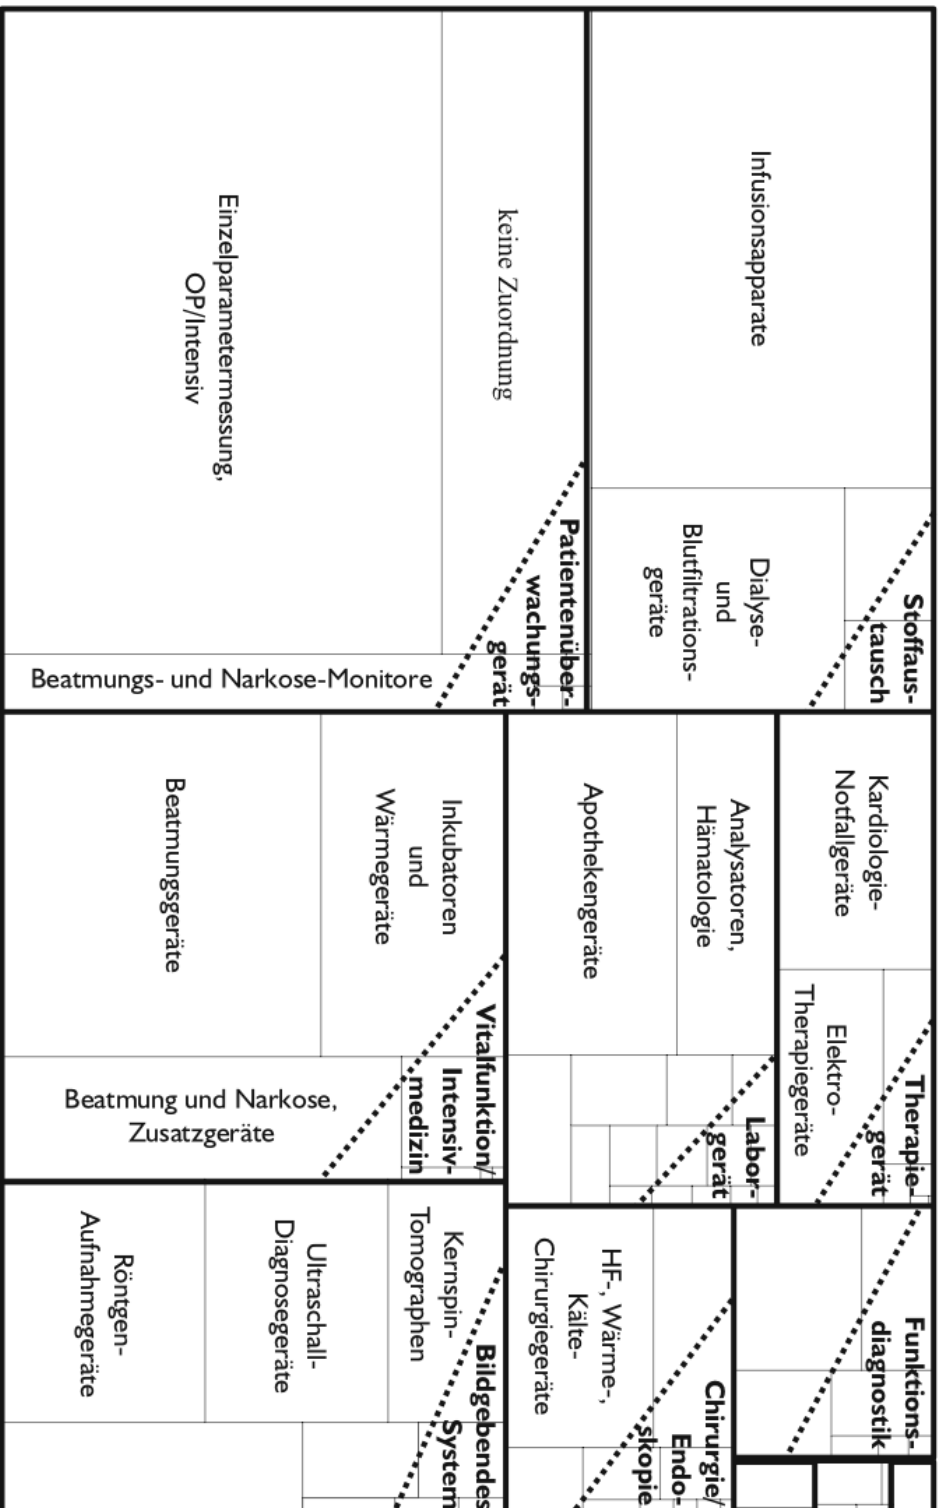 Einzelparametermessung,
OP/Intensiv
keine Zuordnung
Beatmungs- und Narkose-Monitore
Patientenüber-
wachungs-
gerät
Infusionsapparate
Dialyse-
und
Blutfiltrations-
geräte
Stoffaus-
tausch
Beatmungsgeräte
Inkubatoren
und
Wärmegeräte
Beatmung und Narkose,
Zusatzgeräte
Vitalfunktion/
Intensiv-
medizin
Apothekengeräte
Analysatoren,
Hämatologie
Labor-
gerät
Kardiologie-
Notfallgeräte
Elektro-
Therapiegeräte
Therapie-
gerät
Röntgen-
Aufnahmegeräte
Ultraschall-
Diagnosegeräte
Kernspin-
Tomographen
Bildgebendes
System
HF-, Wärme-,
Kälte-
Chirurgiegeräte
Chirurgie/
Endo-
skopie
Funktions-
diagnostik